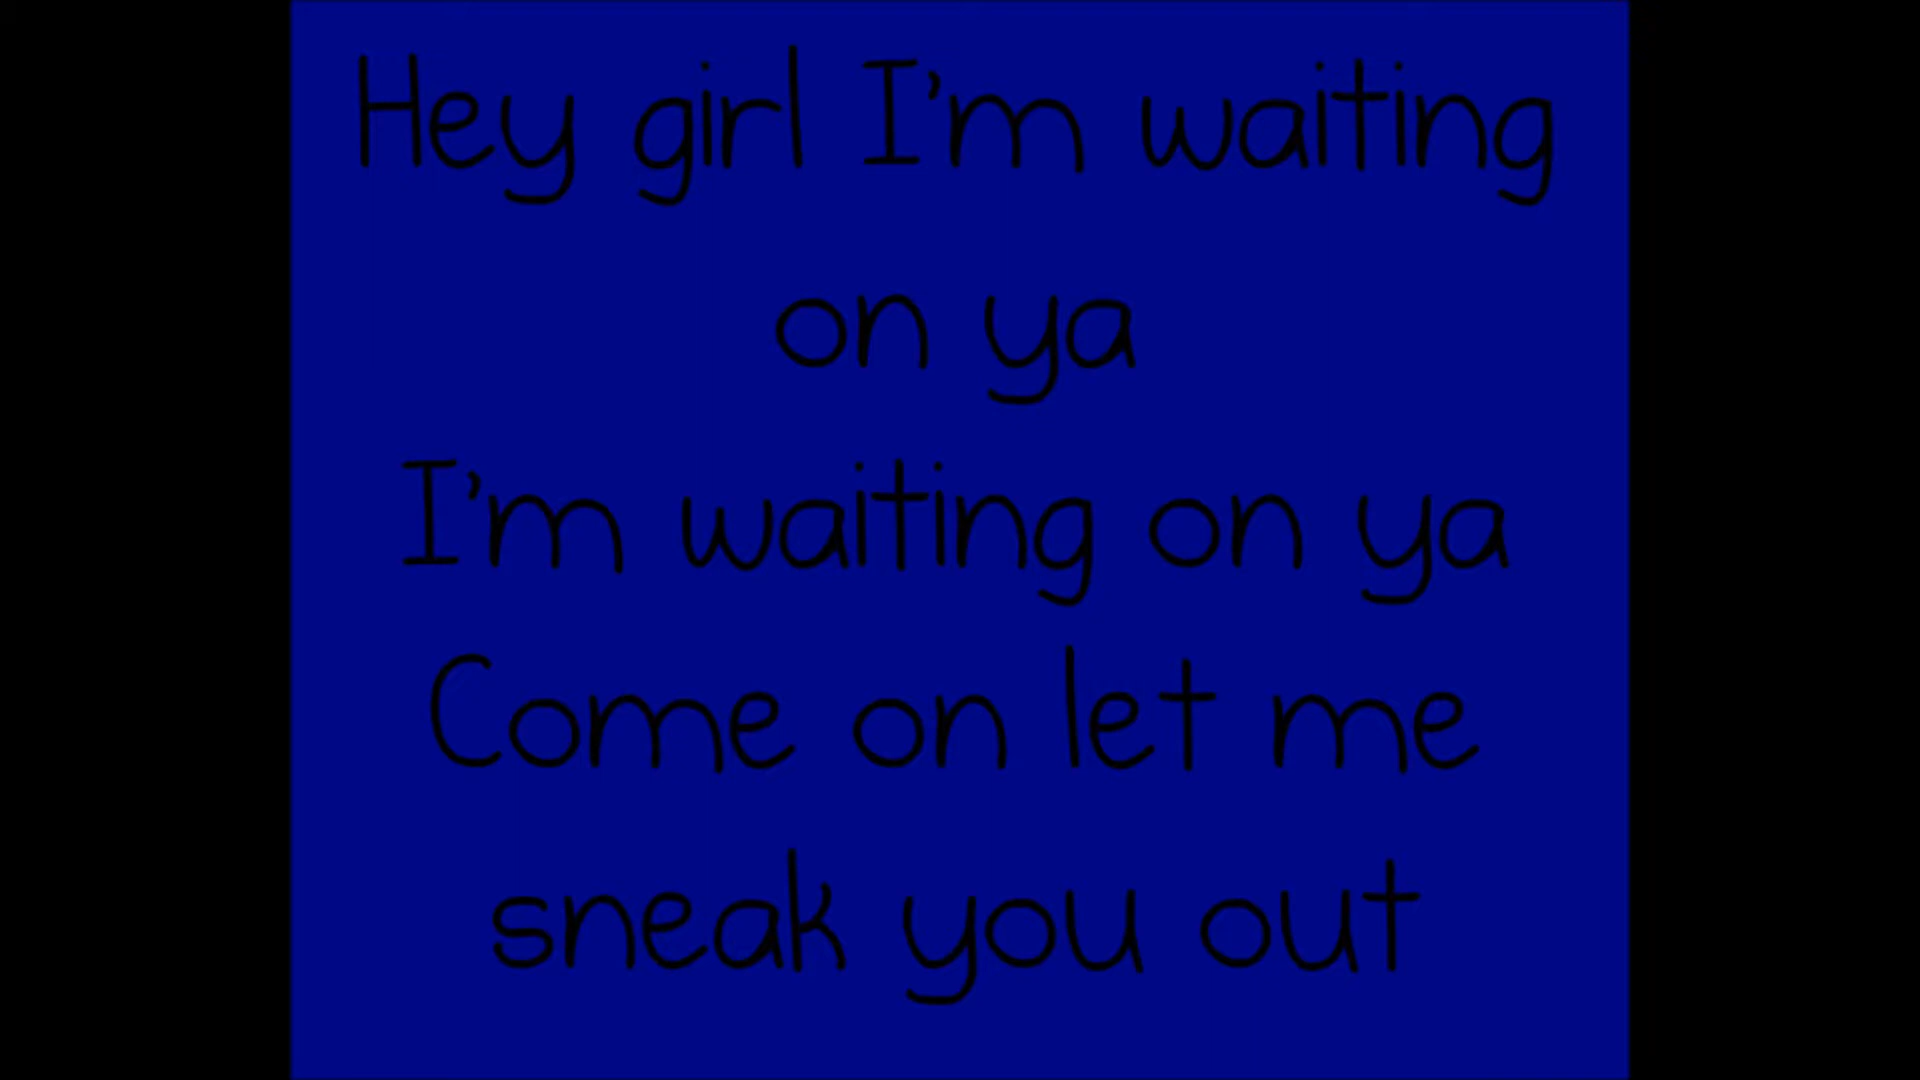 Hey girl I'm waiting
on ya
I'm waiting on ya
Come on let me
sneak you out